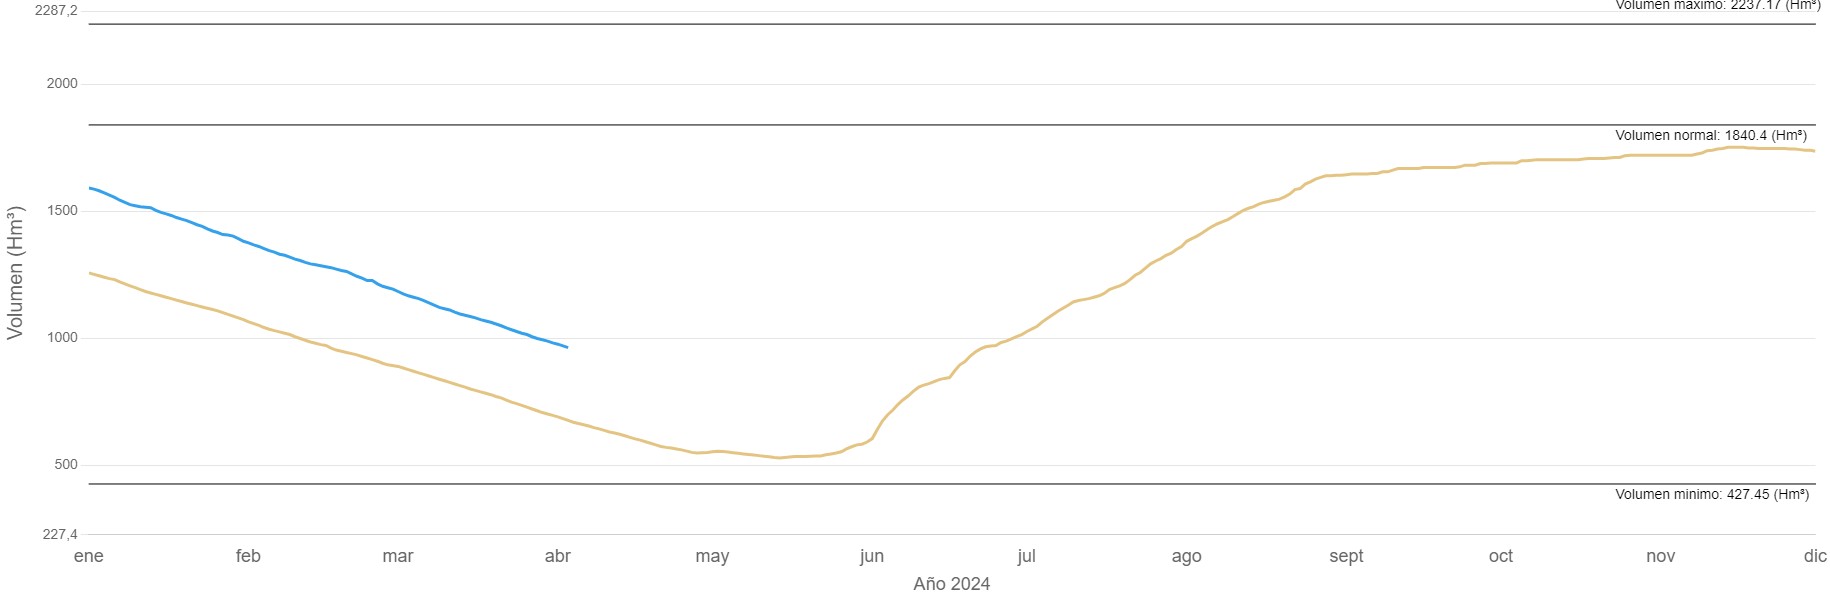 2287,2
Volumen máximo: 2237.17 (Hm³)
2000
Volumen normal: 1840.4 (Hm³)
1500
Volumen (Hm³)
1000
500
Volumen minimo: 427.45 (Hm³)
227,4
ene feb mar abr may jun jul ago sept oct nov dic
Año 2024